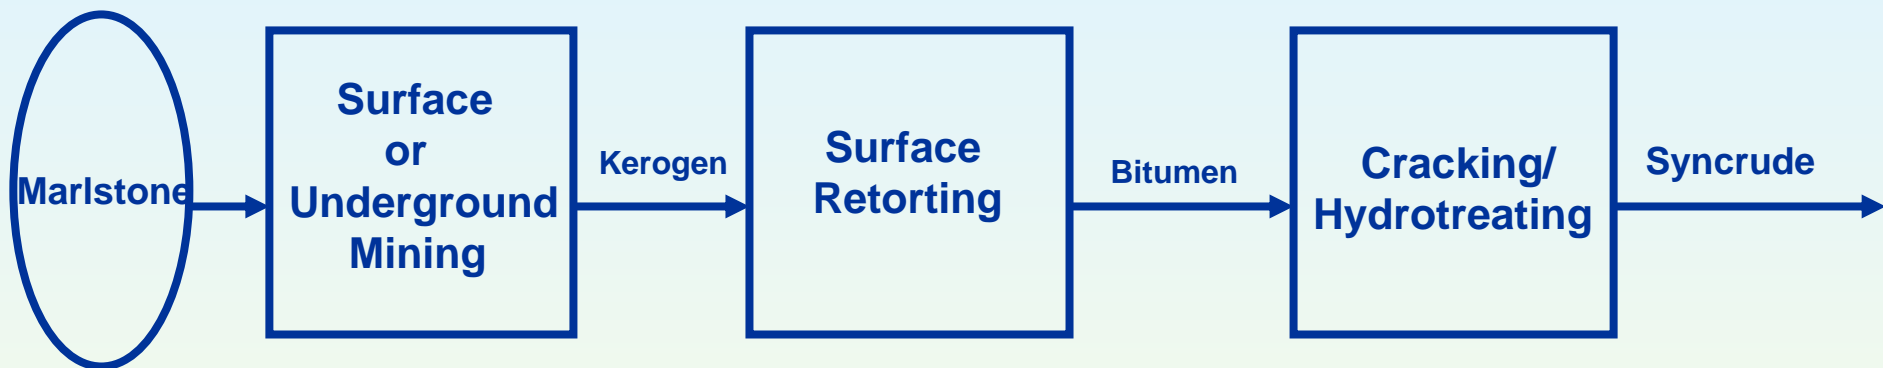 Marlstone
Surface
or
Underground
Mining
Kerogen
Surface
Retorting
Bitumen
Cracking/
Hydrotreating
Syncrude